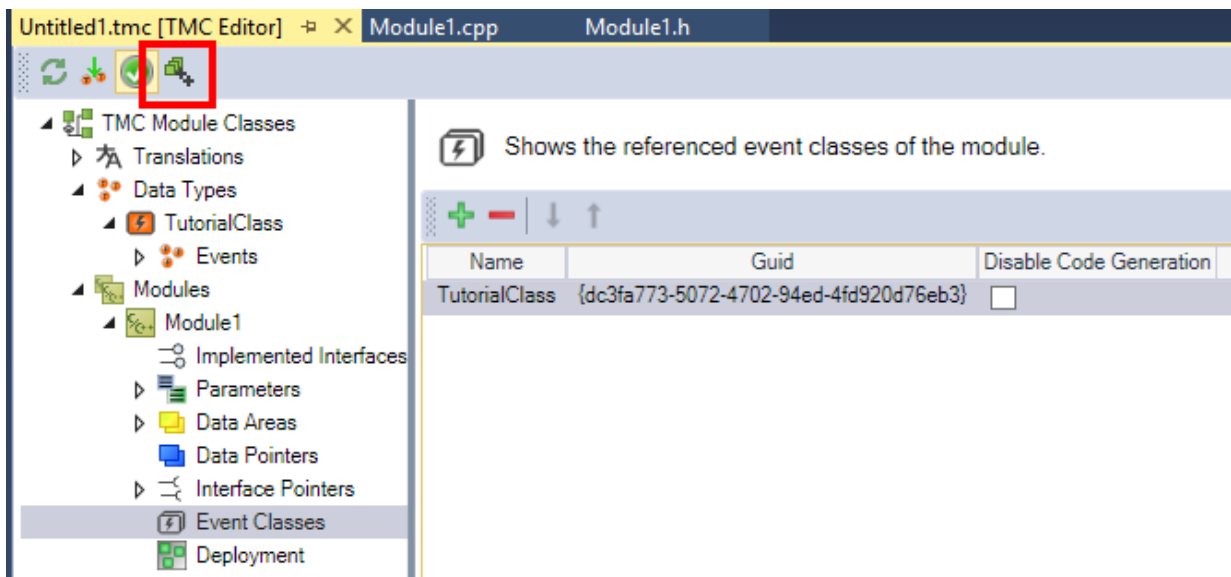 Untitled1.tmc [TMC Editor] Module1.cpp Module1.h
TMC Module Classes
Translations
Data Types
TutorialClass
Events
Modules
Module1
Implemented Interfaces
Parameters
Data Areas
Data Pointers
Interface Pointers
Event Classes
Deployment
Shows the referenced event classes of the module.
Name Guid Disable Code Generation
TutorialClass {dc3fa773-5072-4702-94ed-4fd920d76eb3}